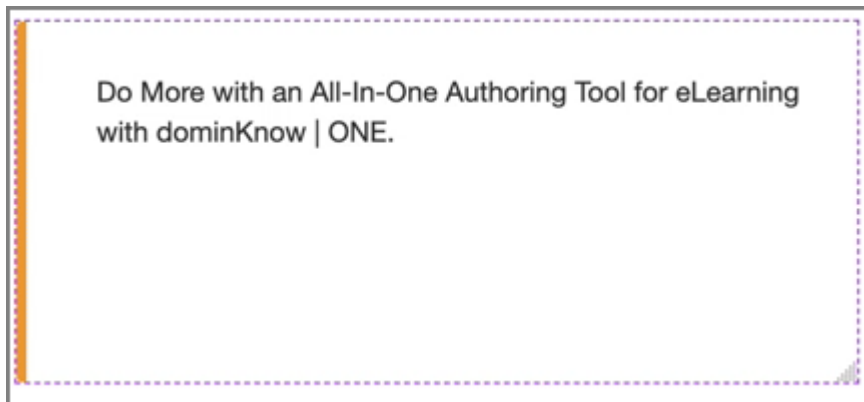 Do More with an All-In-One Authoring Tool for eLearning
with dominKnow | ONE.